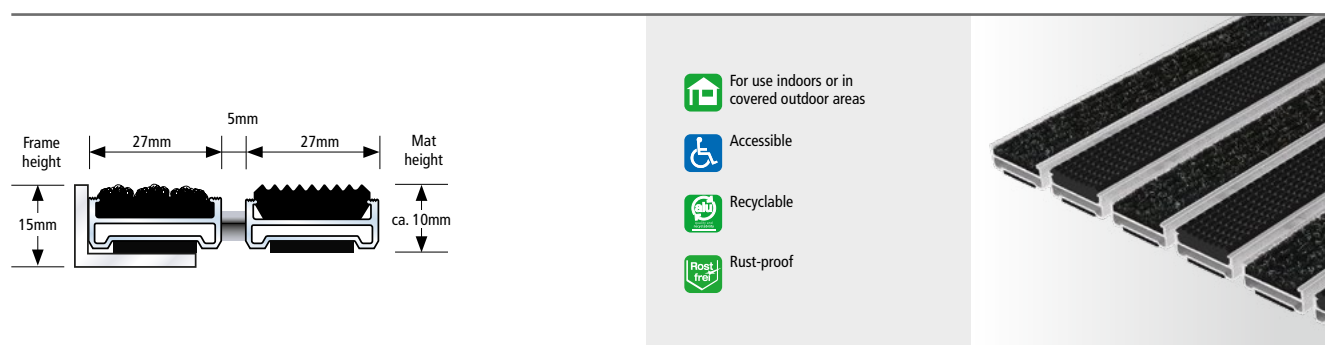 5mm
Frame
height
27mm
27mm
Mat
height
15mm
ca. 10mm
For use indoors or in
covered outdoor areas
Accessible
alu
Recyclable
Rost
frei
Rust-proof